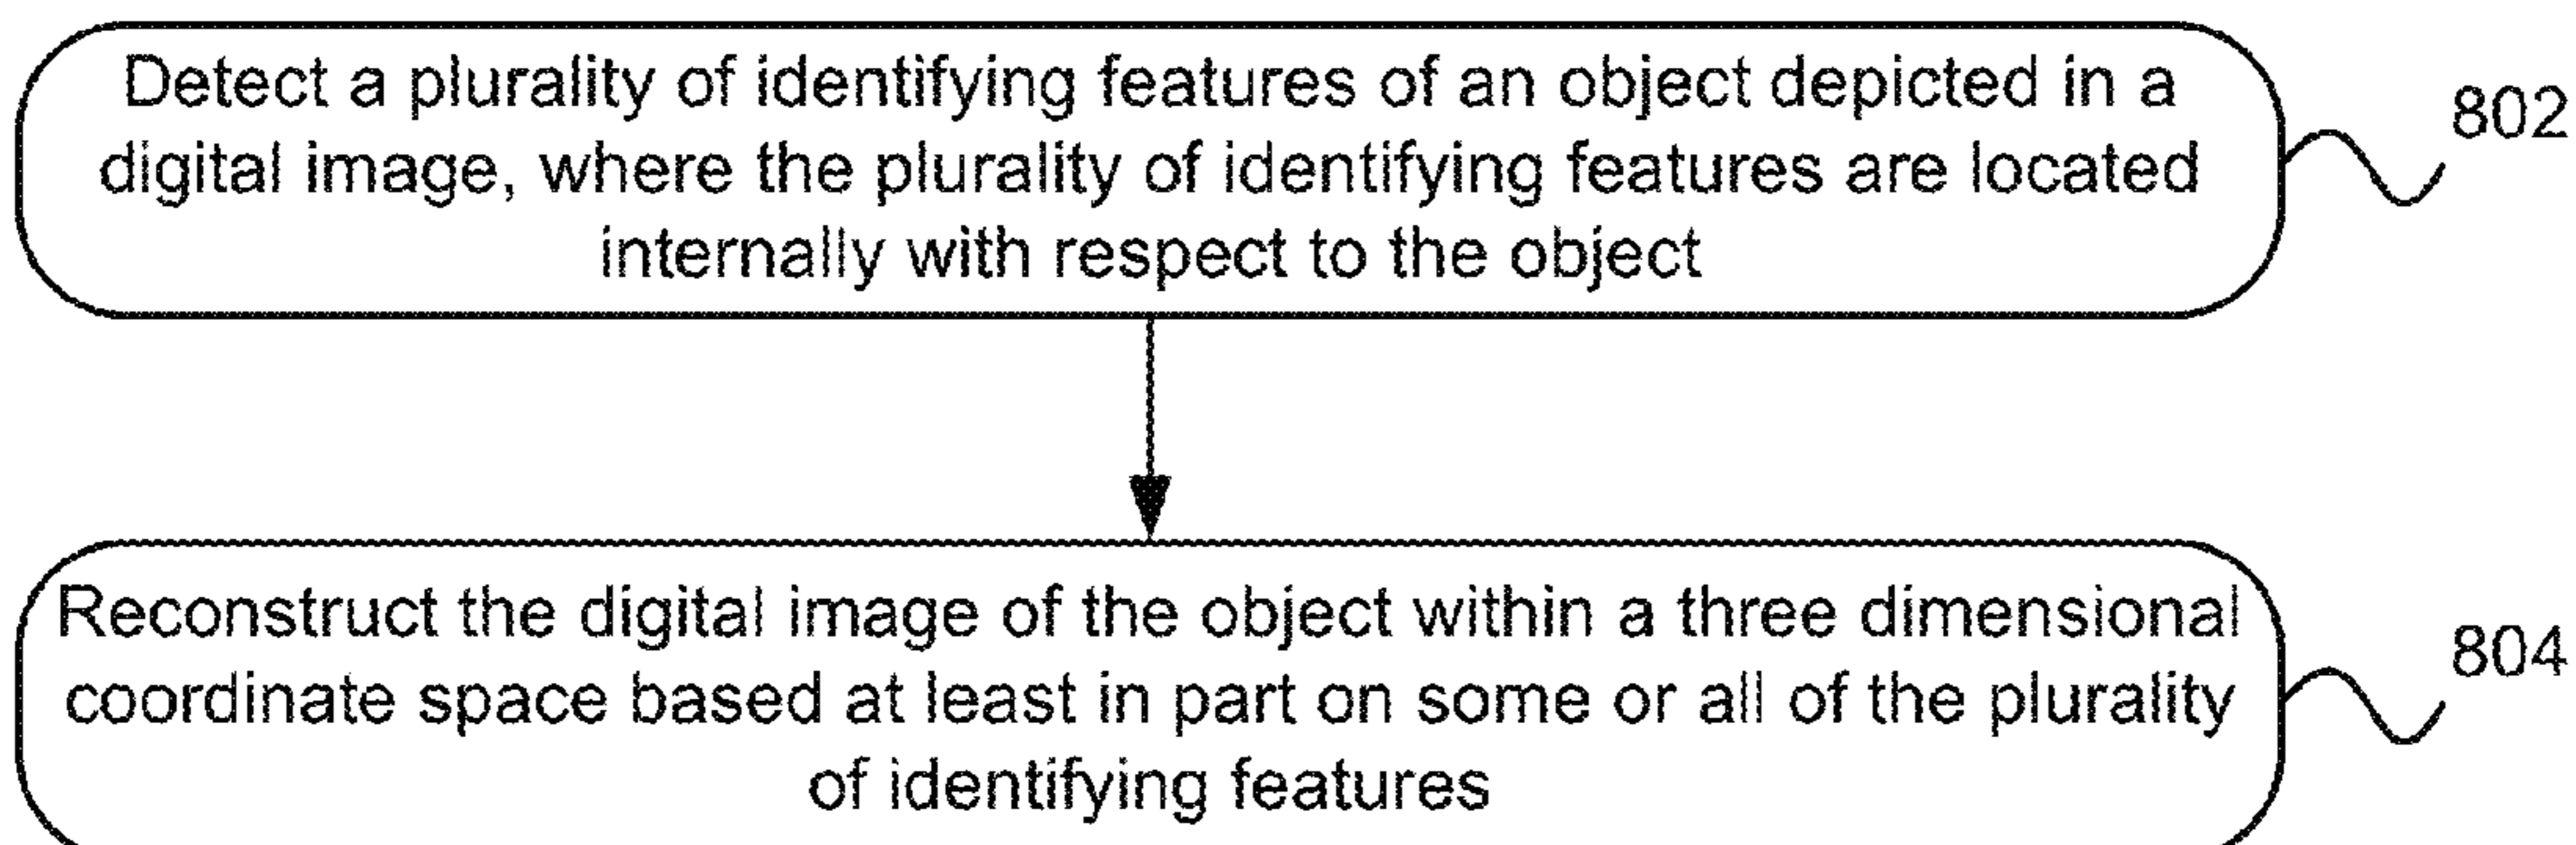 Detect a plurality of identifying features of an object depicted in a
digital image, where the plurality of identifying features are located
internally with respect to the object
802
Reconstruct the digital image of the object within a three dimensional
coordinate space based at least in part on some or all of the plurality
of identifying features
804